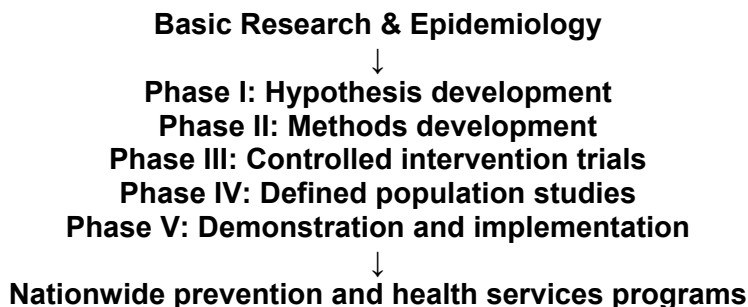 Basic Research & Epidemiology
↓
Phase I: Hypothesis development
Phase II: Methods development
Phase III: Controlled intervention trials
Phase IV: Defined population studies
Phase V: Demonstration and implementation
↓
Nationwide prevention and health services programs